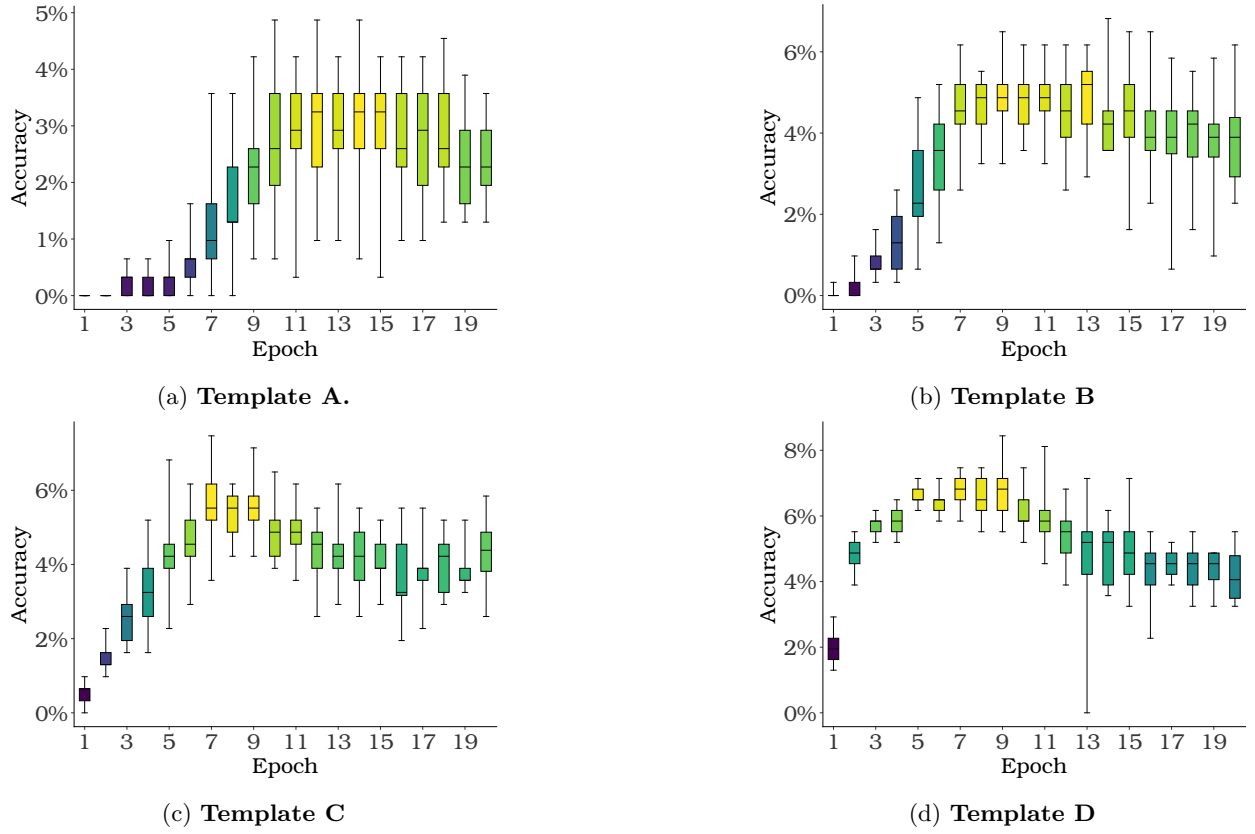 5%
4%
3%
2%
1%
0%
Accuracy
1 3 5 7 9 11 13 15 17 19
Epoch
(a) Template A.
6%
4%
2%
0%
Accuracy
1 3 5 7 9 11 13 15 17 19
Epoch
(b) Template B
6%
4%
2%
0%
Accuracy
1 3 5 7 9 11 13 15 17 19
Epoch
(c) Template C
8%
6%
4%
2%
0%
Accuracy
1 3 5 7 9 11 13 15 17 19
Epoch
(d) Template D